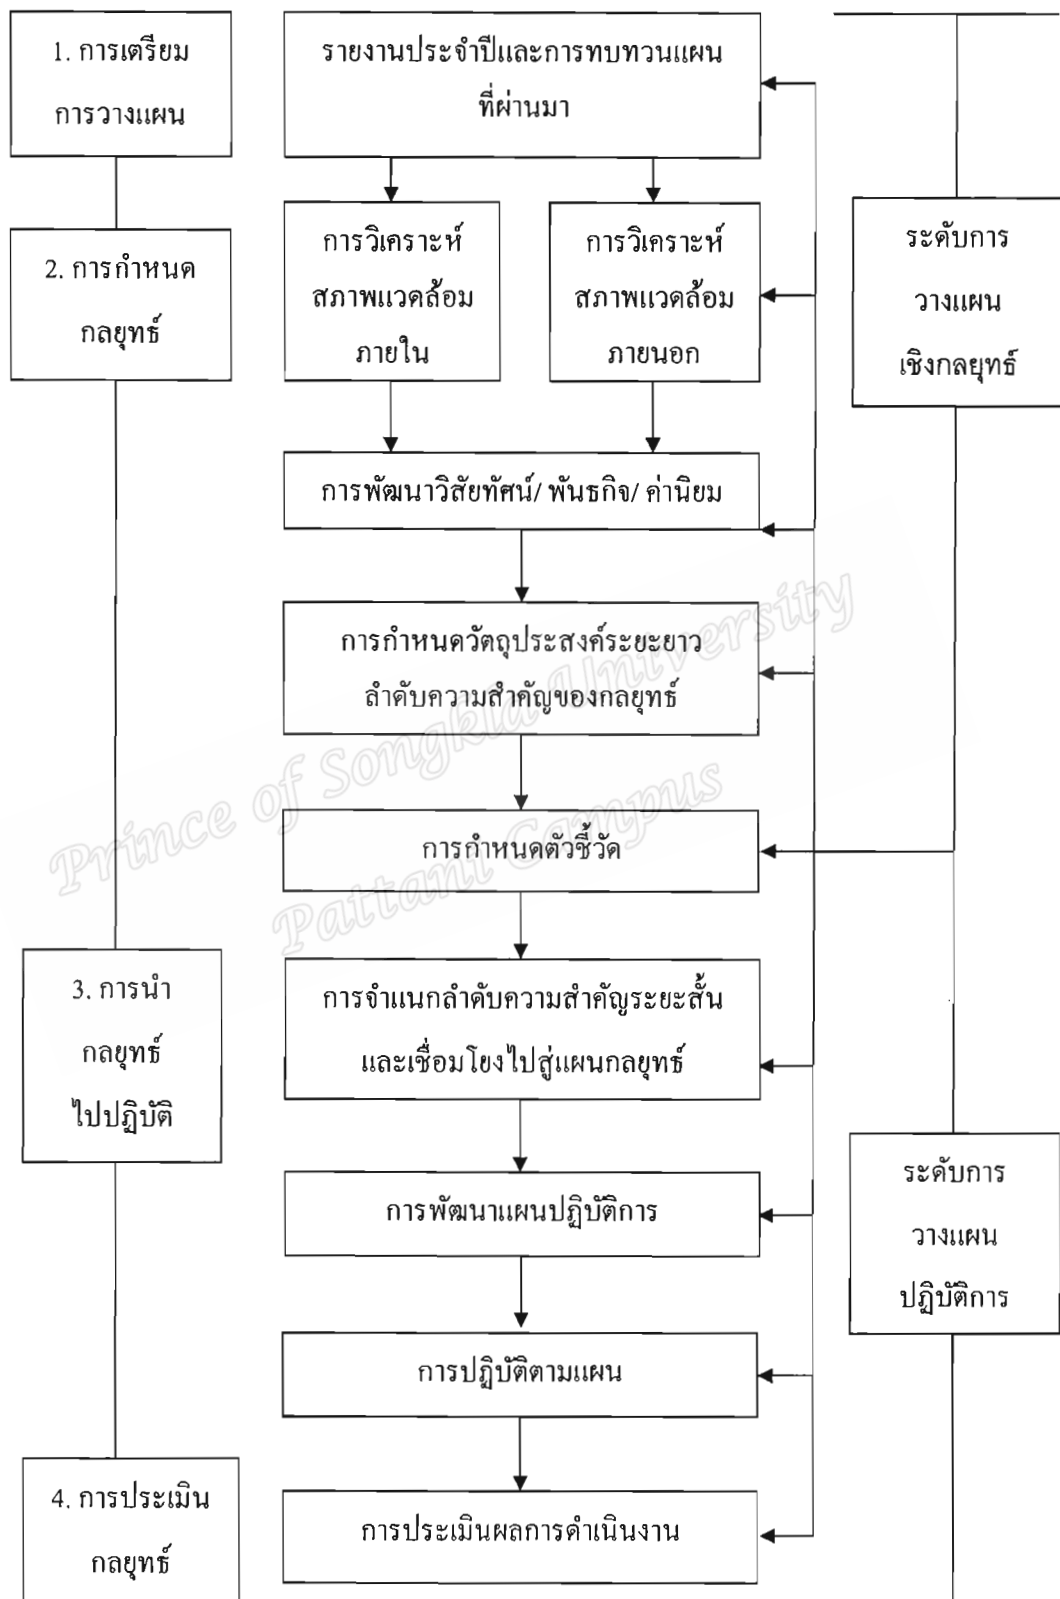 1. การเตรียม
การวางแผน
2. การกำหนด
กลยุทธ์
3. การนำ
กลยุทธ์
ไปปฏิบัติ
4. การประเมิน
กลยุทธ์
รายงานประจำปีและการทบทวนแผน
ที่ผ่านมา
การวิเคราะห์
สภาพแวดล้อม
ภายใน
การวิเคราะห์
สภาพแวดล้อม
ภายนอก
การพัฒนาวิสัยทัศน์/ พันธกิจ/ ค่านิยม
การกำหนดวัตถุประสงค์ระยะยาว
ลำดับความสำคัญของกลยุทธ์
การกำหนดตัวชี้วัด
การจำแนกลำดับความสำคัญระยะสั้น
และเชื่อมโยงไปสู่แผนกลยุทธ์
การพัฒนาแผนปฏิบัติการ
การปฏิบัติตามแผน
การประเมินผลการดำเนินงาน
ระดับการ
วางแผน
เชิงกลยุทธ์
ระดับการ
วางแผน
ปฏิบัติการ
Prince of Songkla University
Pattani Campus